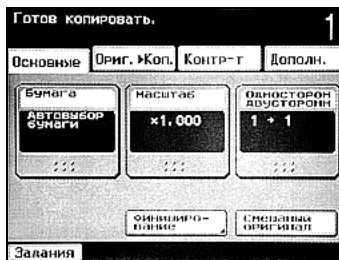 Готов копировать.
1
Основные
Ориг. ▸Коп.
Контр-т
Дополн.
Бумага
Масштаб
Односторон
Двусторонн
Автовыбор
бумаги
×1.000
1 → 1
Финиширо-
вание
Смешаный
оригинал
Задания